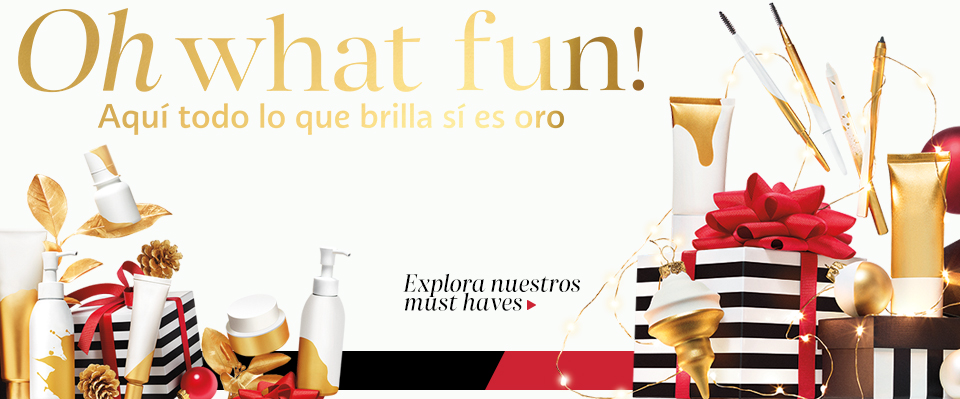 Oh what fun!
Aquí todo lo que brilla sí es oro
Explora nuestros
must haves